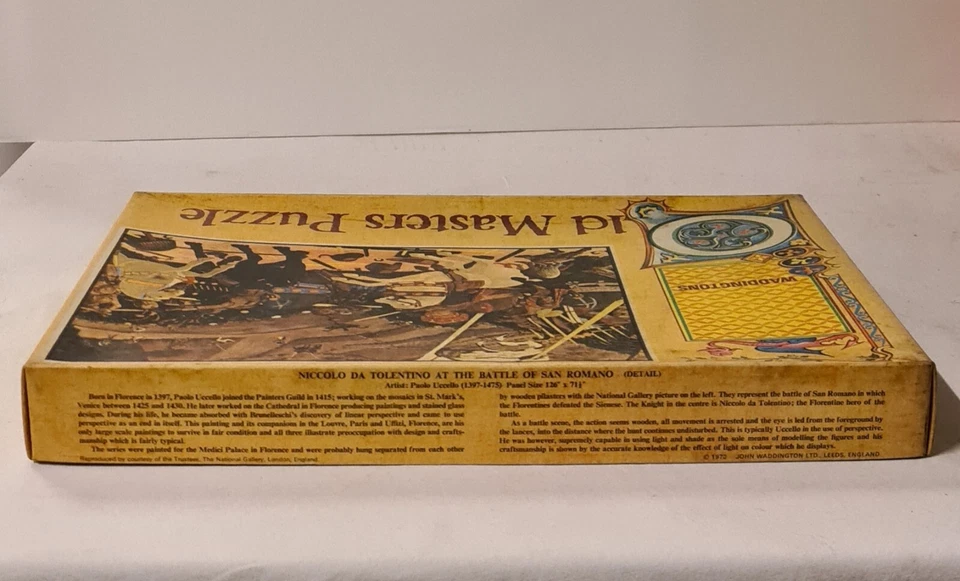 ld Masters Puzzle
WADDINGTONS
NICCOLO DA TOLENTINO AT THE BATTLE OF SAN ROMANO (DETAIL)
Artist: Paolo Uccello (1397-1475) Panel Size 126" x 71½"
Born in Florence in 1397, Paolo Uccello joined the Painters Guild in 1415; working on the mosaics in St. Mark's,
Venice between 1425 and 1430. He later worked on the Cathedral in Florence producing paintings and stained glass
designs. During his life, he became absorbed with Brunelleschi's discovery of linear perspective and came to use
perspective as an end in itself. This painting and its companions in the Louvre, Paris and Uffizi, Florence, are his
only large scale paintings to survive in fair condition and all three illustrate preoccupation with design and crafts-
manship which is fairly typical.
The series were painted for the Medici Palace in Florence and were probably hung separated from each other
Reproduced by courtesy of the Trustees, The National Gallery, London, England.
by wooden pilasters with the National Gallery picture on the left. They represent the battle of San Romano in which
the Florentines defeated the Sienese. The Knight in the centre is Niccolo da Tolentino; the Florentine hero of the
battle.
As a battle scene, the action seems wooden, all movement is arrested and the eye is led from the foreground by
the lances, into the distance where the hunt continues undisturbed. This is typically Uccello in the use of perspective.
He was however, supremely capable in using light and shade as the sole means of modelling the figures and his
craftsmanship is shown by the accurate knowledge of the effect of light on colour which he displays.
© 1972 JOHN WADDINGTON LTD., LEEDS, ENGLAND.